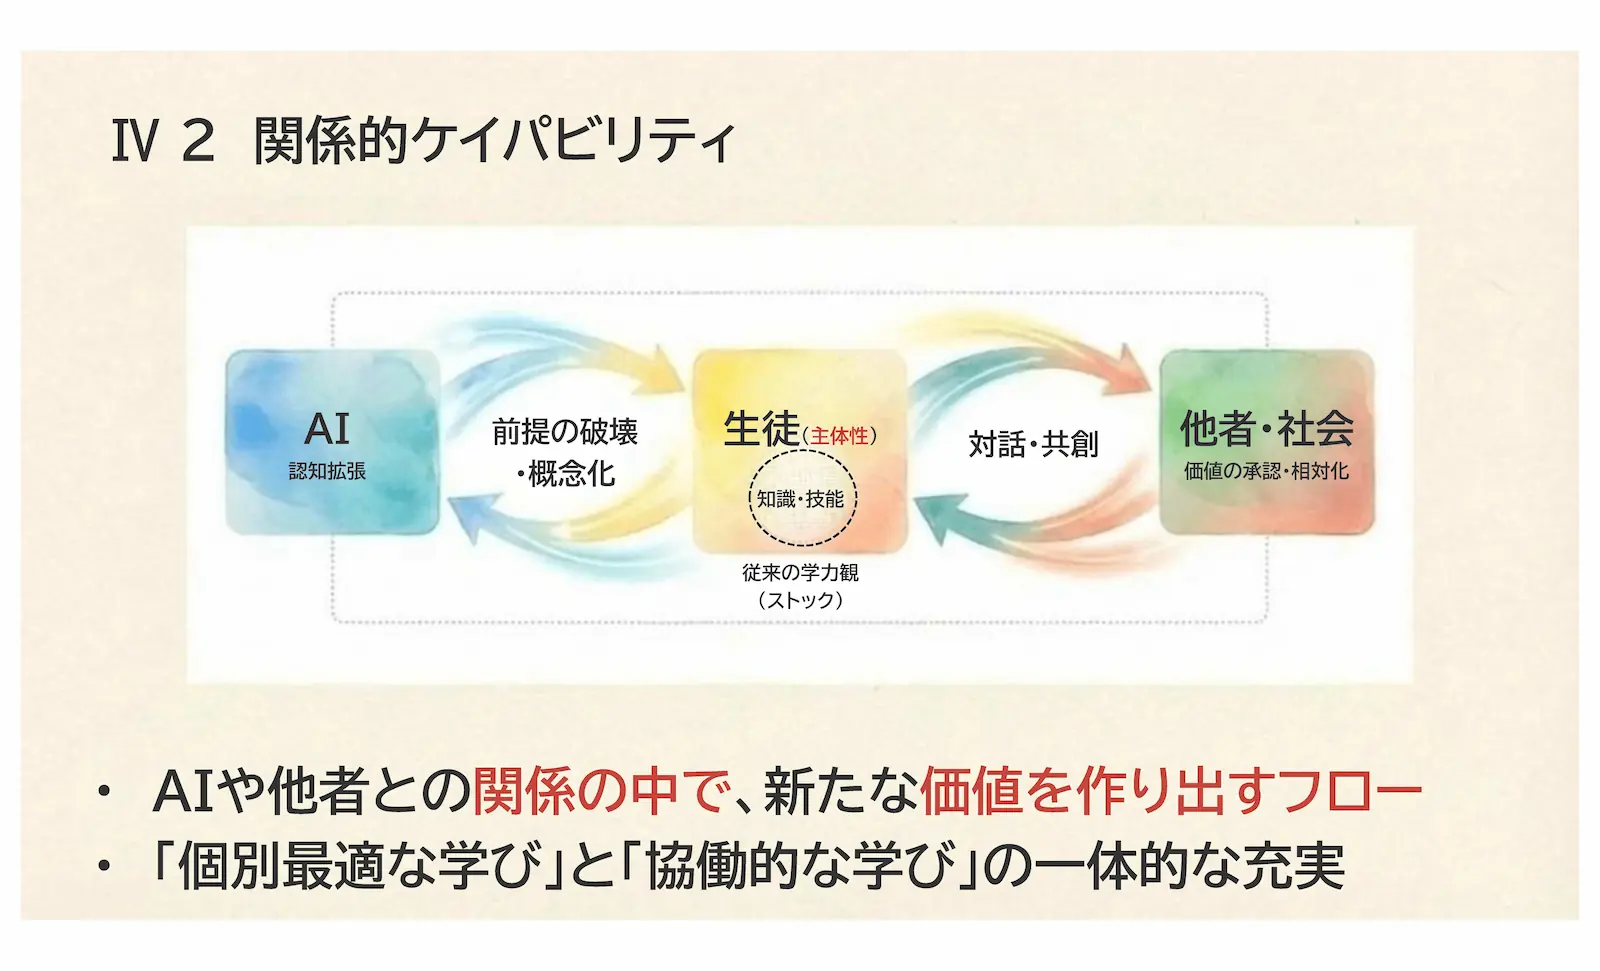 Ⅳ 2 関係的ケイパビリティ
AI
認知拡張
前提の破壊
・概念化
生徒(主体性)
知識・技能
従来の学力観
(ストック)
対話・共創
他者・社会
価値の承認・相対化
・ AIや他者との関係の中で、新たな価値を作り出すフロー
・ 「個別最適な学び」と「協働的な学び」の一体的な充実